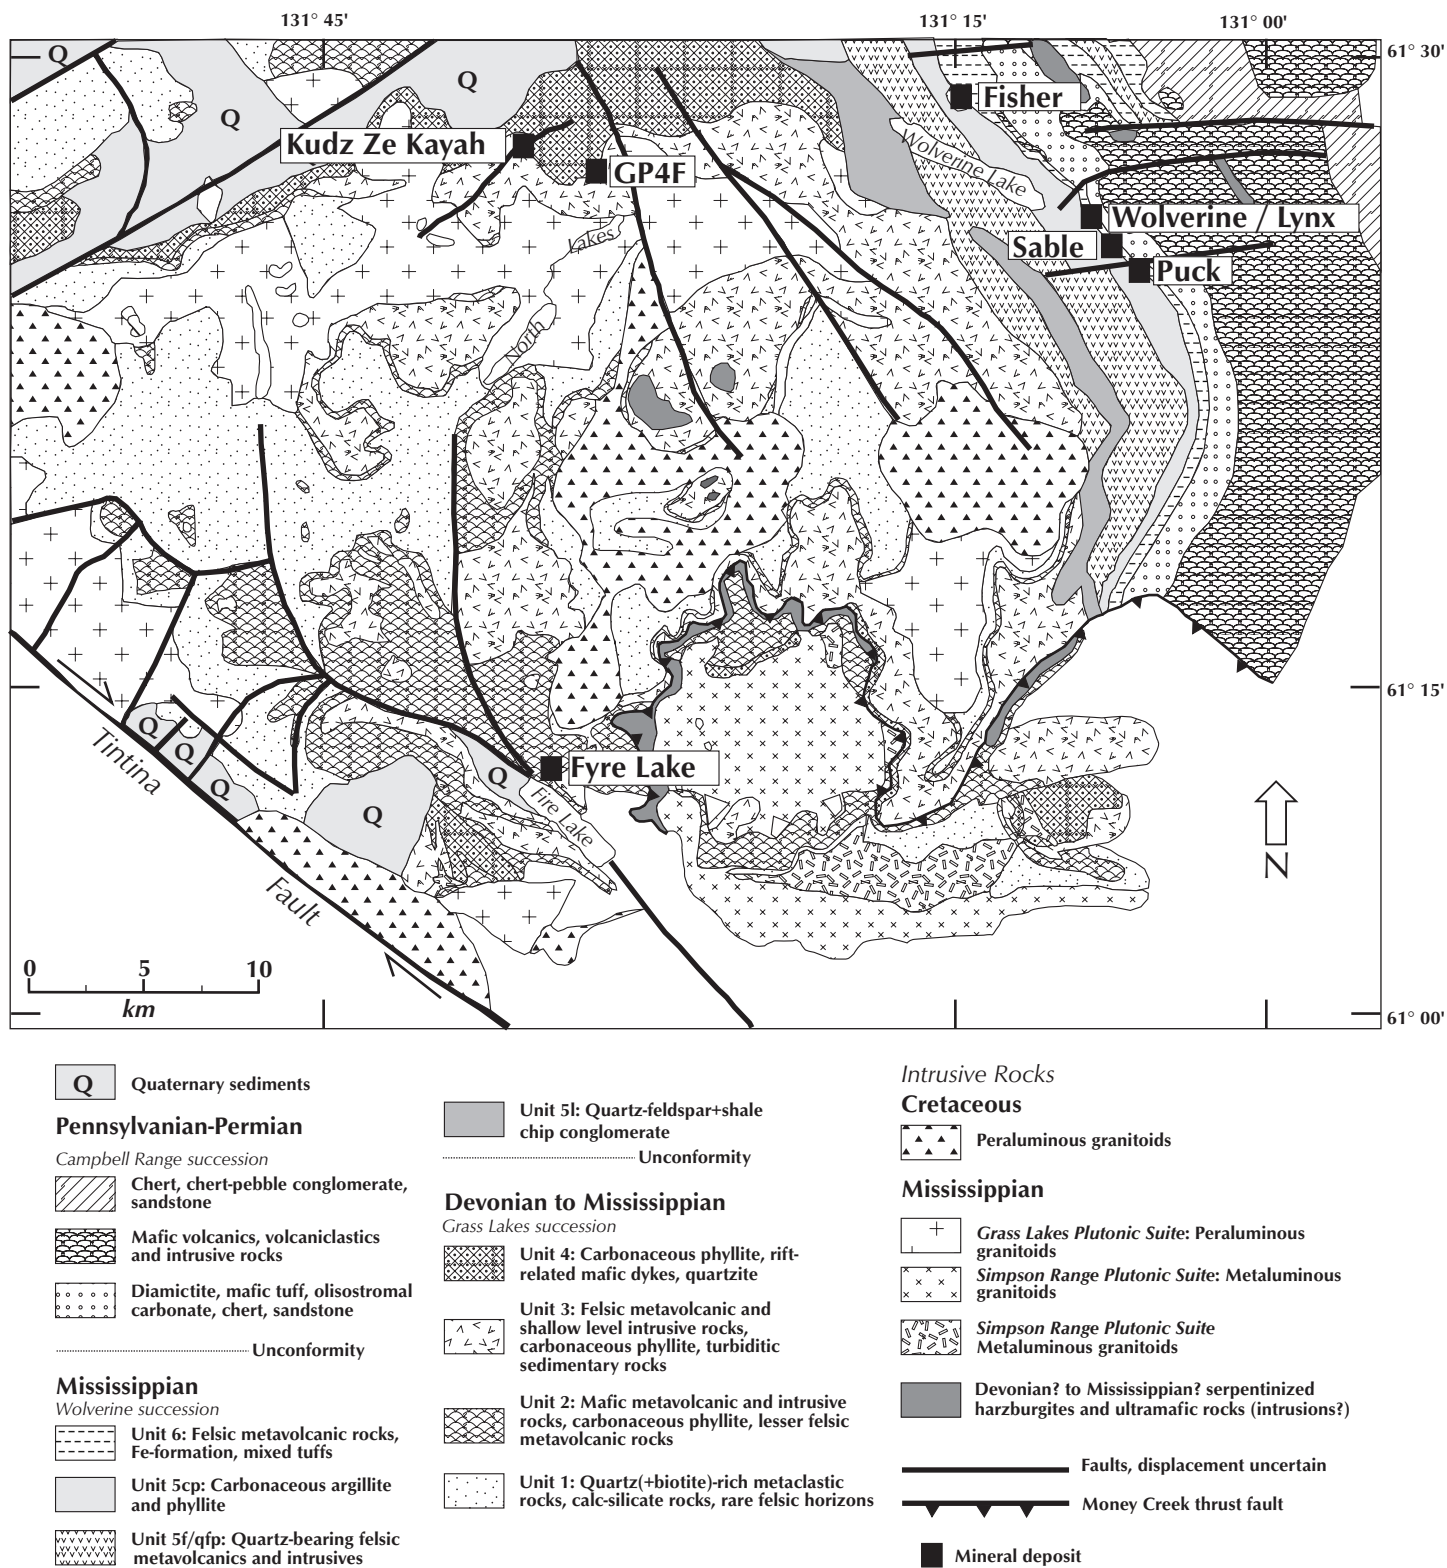 131° 45'
131° 15'
131° 00'
61° 30'
Q
Q
Q
Fisher
Kudz Ze Kayah
Wolverine Lake
GP4F
Wolverine / Lynx
Lakes
Sable
Puck
North
61° 15'
Q
Q
Q
Tintina
Q
Fyre Lake
Q
Fire Lake
N
Fault
0 5 10
km
61° 00'
Q Quaternary sediments
Pennsylvanian-Permian
Campbell Range succession
Chert, chert-pebble conglomerate,
sandstone
Mafic volcanics, volcaniclastics
and intrusive rocks
Diamictite, mafic tuff, olisostromal
carbonate, chert, sandstone
Unconformity
Mississippian
Wolverine succession
Unit 6: Felsic metavolcanic rocks,
Fe-formation, mixed tuffs
Unit 5cp: Carbonaceous argillite
and phyllite
Unit 5f/qfp: Quartz-bearing felsic
metavolcanics and intrusives
Unit 5l: Quartz-feldspar+shale
chip conglomerate
Unconformity
Devonian to Mississippian
Grass Lakes succession
Unit 4: Carbonaceous phyllite, rift-
related mafic dykes, quartzite
Unit 3: Felsic metavolcanic and
shallow level intrusive rocks,
carbonaceous phyllite, turbiditic
sedimentary rocks
Unit 2: Mafic metavolcanic and intrusive
rocks, carbonaceous phyllite, lesser felsic
metavolcanic rocks
Unit 1: Quartz(+biotite)-rich metaclastic
rocks, calc-silicate rocks, rare felsic horizons
Intrusive Rocks
Cretaceous
Peraluminous granitoids
Mississippian
Grass Lakes Plutonic Suite: Peraluminous
granitoids
Simpson Range Plutonic Suite: Metaluminous
granitoids
Simpson Range Plutonic Suite
Metaluminous granitoids
Devonian? to Mississippian? serpentinized
harzburgites and ultramafic rocks (intrusions?)
Faults, displacement uncertain
Money Creek thrust fault
Mineral deposit